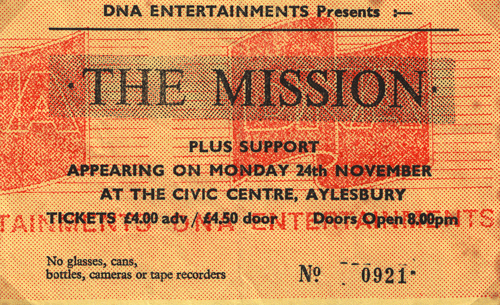 DNA ENTERTAINMENTS Presents :—
·THE MISSION·
PLUS SUPPORT
APPEARING ON MONDAY 24th NOVEMBER
AT THE CIVIC CENTRE, AYLESBURY
TICKETS £4.00 adv / £4.50 door Doors Open 8.00pm
TAINMENTS DNA ENTERTAINMENTS
No glasses, cans,
bottles, cameras or tape recorders
Nº 0921